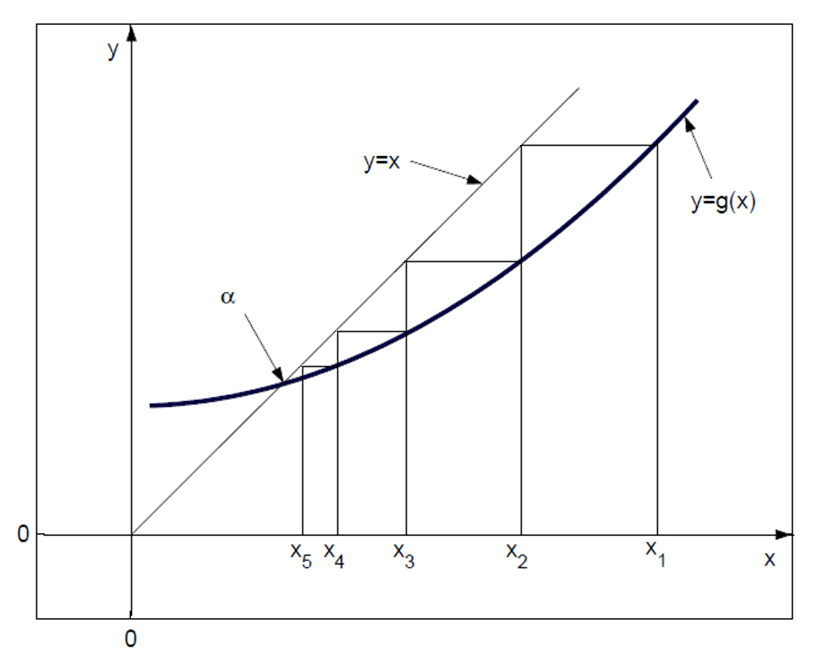 y
y=x
y=g(x)
α
0
x₅ x₄ x₃ x₂ x₁
x
0